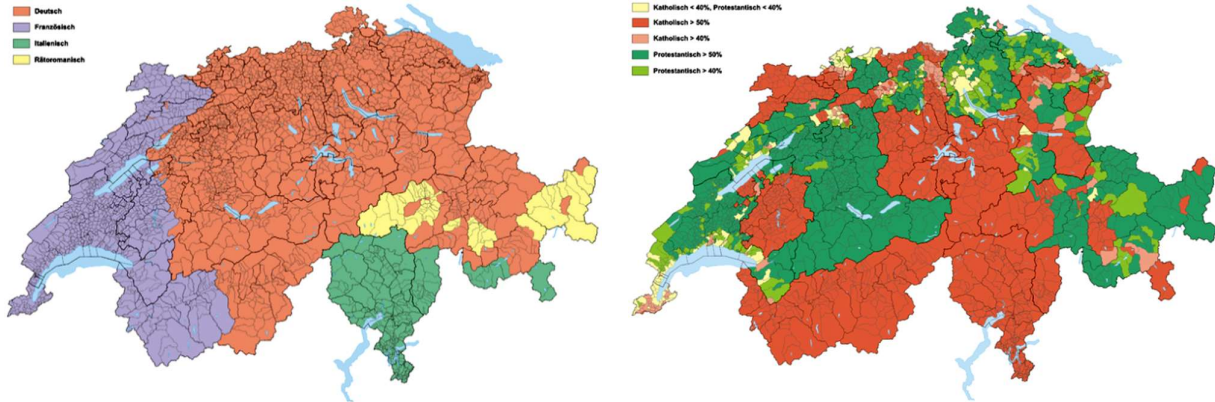 Deutsch
Französisch
Italienisch
Rätoromanisch
Katholisch < 40%, Protestantisch < 40%
Katholisch > 50%
Katholisch > 40%
Protestantisch > 50%
Protestantisch > 40%